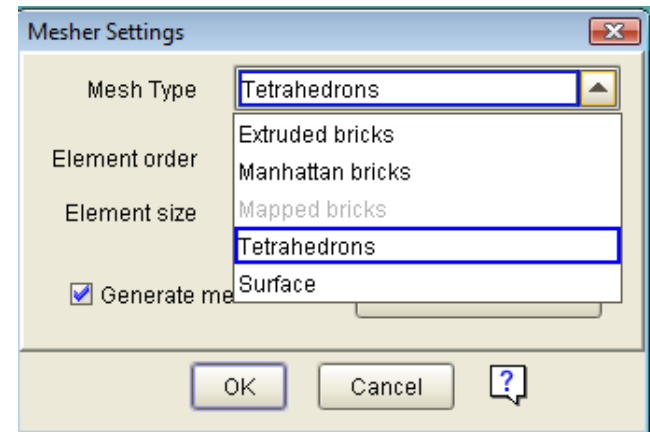 Mesher Settings
Mesh Type Tetrahedrons
Extruded bricks
Element order
Manhattan bricks
Element size Mapped bricks
Tetrahedrons
Surface
Generate me
OK Cancel ?